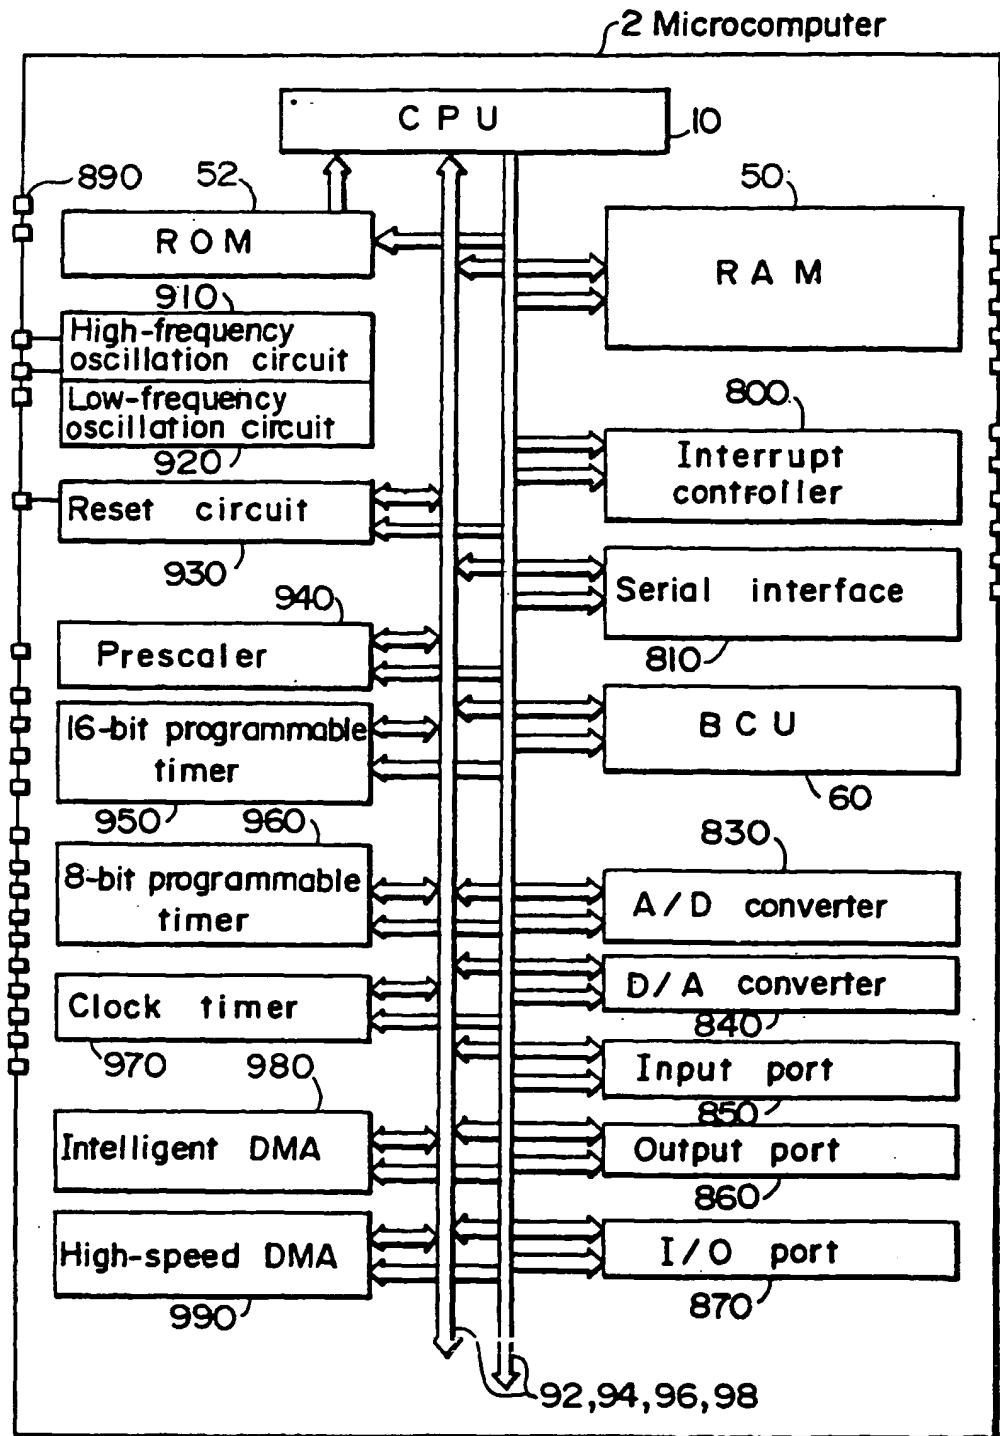 2 Microcomputer
CPU
10
890
52
50
ROM
RAM
910
High-frequency
oscillation circuit
Low-frequency
oscillation circuit
920
800
Interrupt
controller
Reset circuit
930
Serial interface
810
940
Prescaler
16-bit programmable
timer
950
BCU
60
960
8-bit programmable
timer
830
A/D converter
D/A converter
840
Clock timer
970
Input port
850
980
Intelligent DMA
Output port
860
High-speed DMA
990
I/O port
870
92,94,96,98